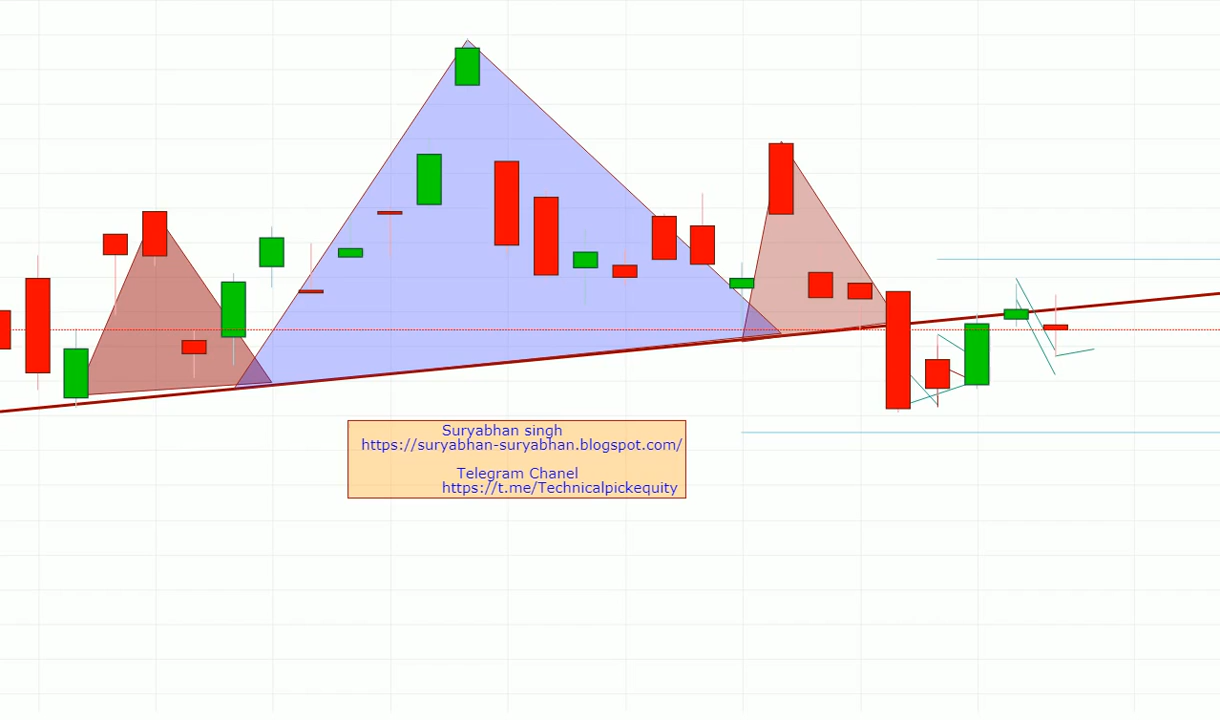 Suryabhan singh
https://suryabhan-suryabhan.blogspot.com/
Telegram Chanel
https://t.me/Technicalpickequity